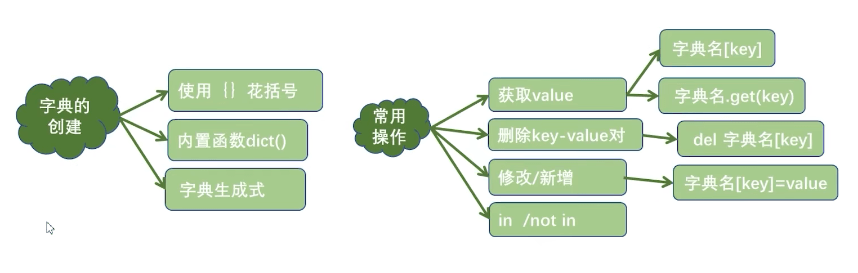 字典的
创建
使用 {} 花括号
内置函数dict()
字典生成式
常用
操作
获取value
字典名[key]
字典名.get(key)
删除key-value对
del 字典名[key]
修改/新增
字典名[key]=value
in /not in